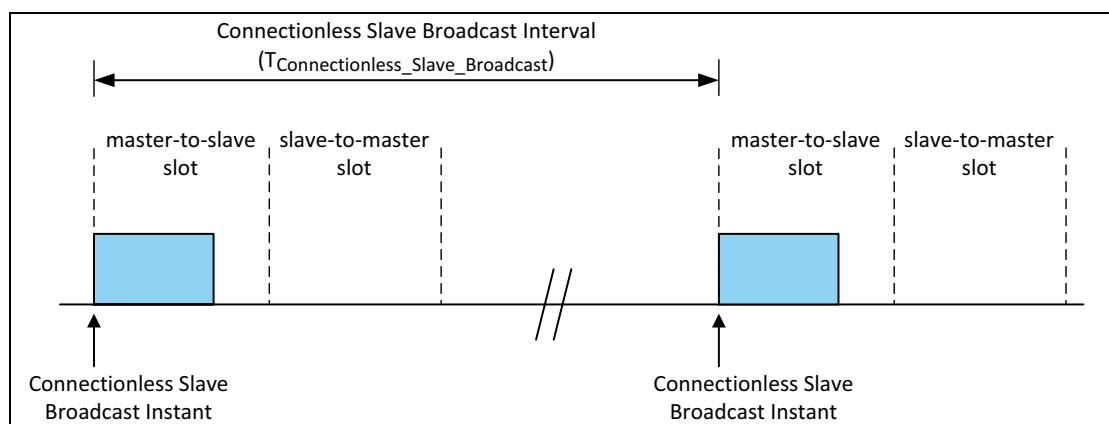 Connectionless Slave Broadcast Interval
(TConnectionless_Slave_Broadcast)
master-to-slave slot
slave-to-master slot
master-to-slave slot
slave-to-master slot
Connectionless Slave Broadcast Instant
Connectionless Slave Broadcast Instant